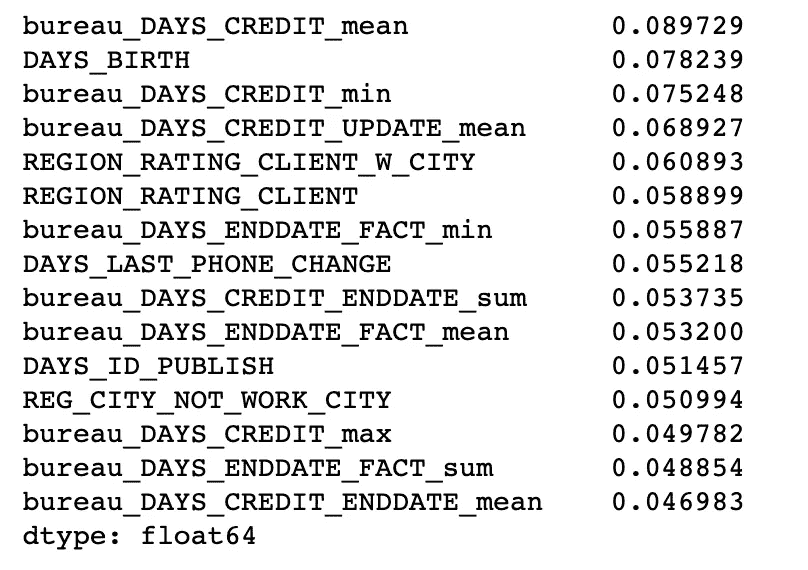 bureau_DAYS_CREDIT_mean 0.089729
DAYS_BIRTH 0.078239
bureau_DAYS_CREDIT_min 0.075248
bureau_DAYS_CREDIT_UPDATE_mean 0.068927
REGION_RATING_CLIENT_W_CITY 0.060893
REGION_RATING_CLIENT 0.058899
bureau_DAYS_ENDDATE_FACT_min 0.055887
DAYS_LAST_PHONE_CHANGE 0.055218
bureau_DAYS_CREDIT_ENDDATE_sum 0.053735
bureau_DAYS_ENDDATE_FACT_mean 0.053200
DAYS_ID_PUBLISH 0.051457
REG_CITY_NOT_WORK_CITY 0.050994
bureau_DAYS_CREDIT_max 0.049782
bureau_DAYS_ENDDATE_FACT_sum 0.048854
bureau_DAYS_CREDIT_ENDDATE_mean 0.046983
dtype: float64